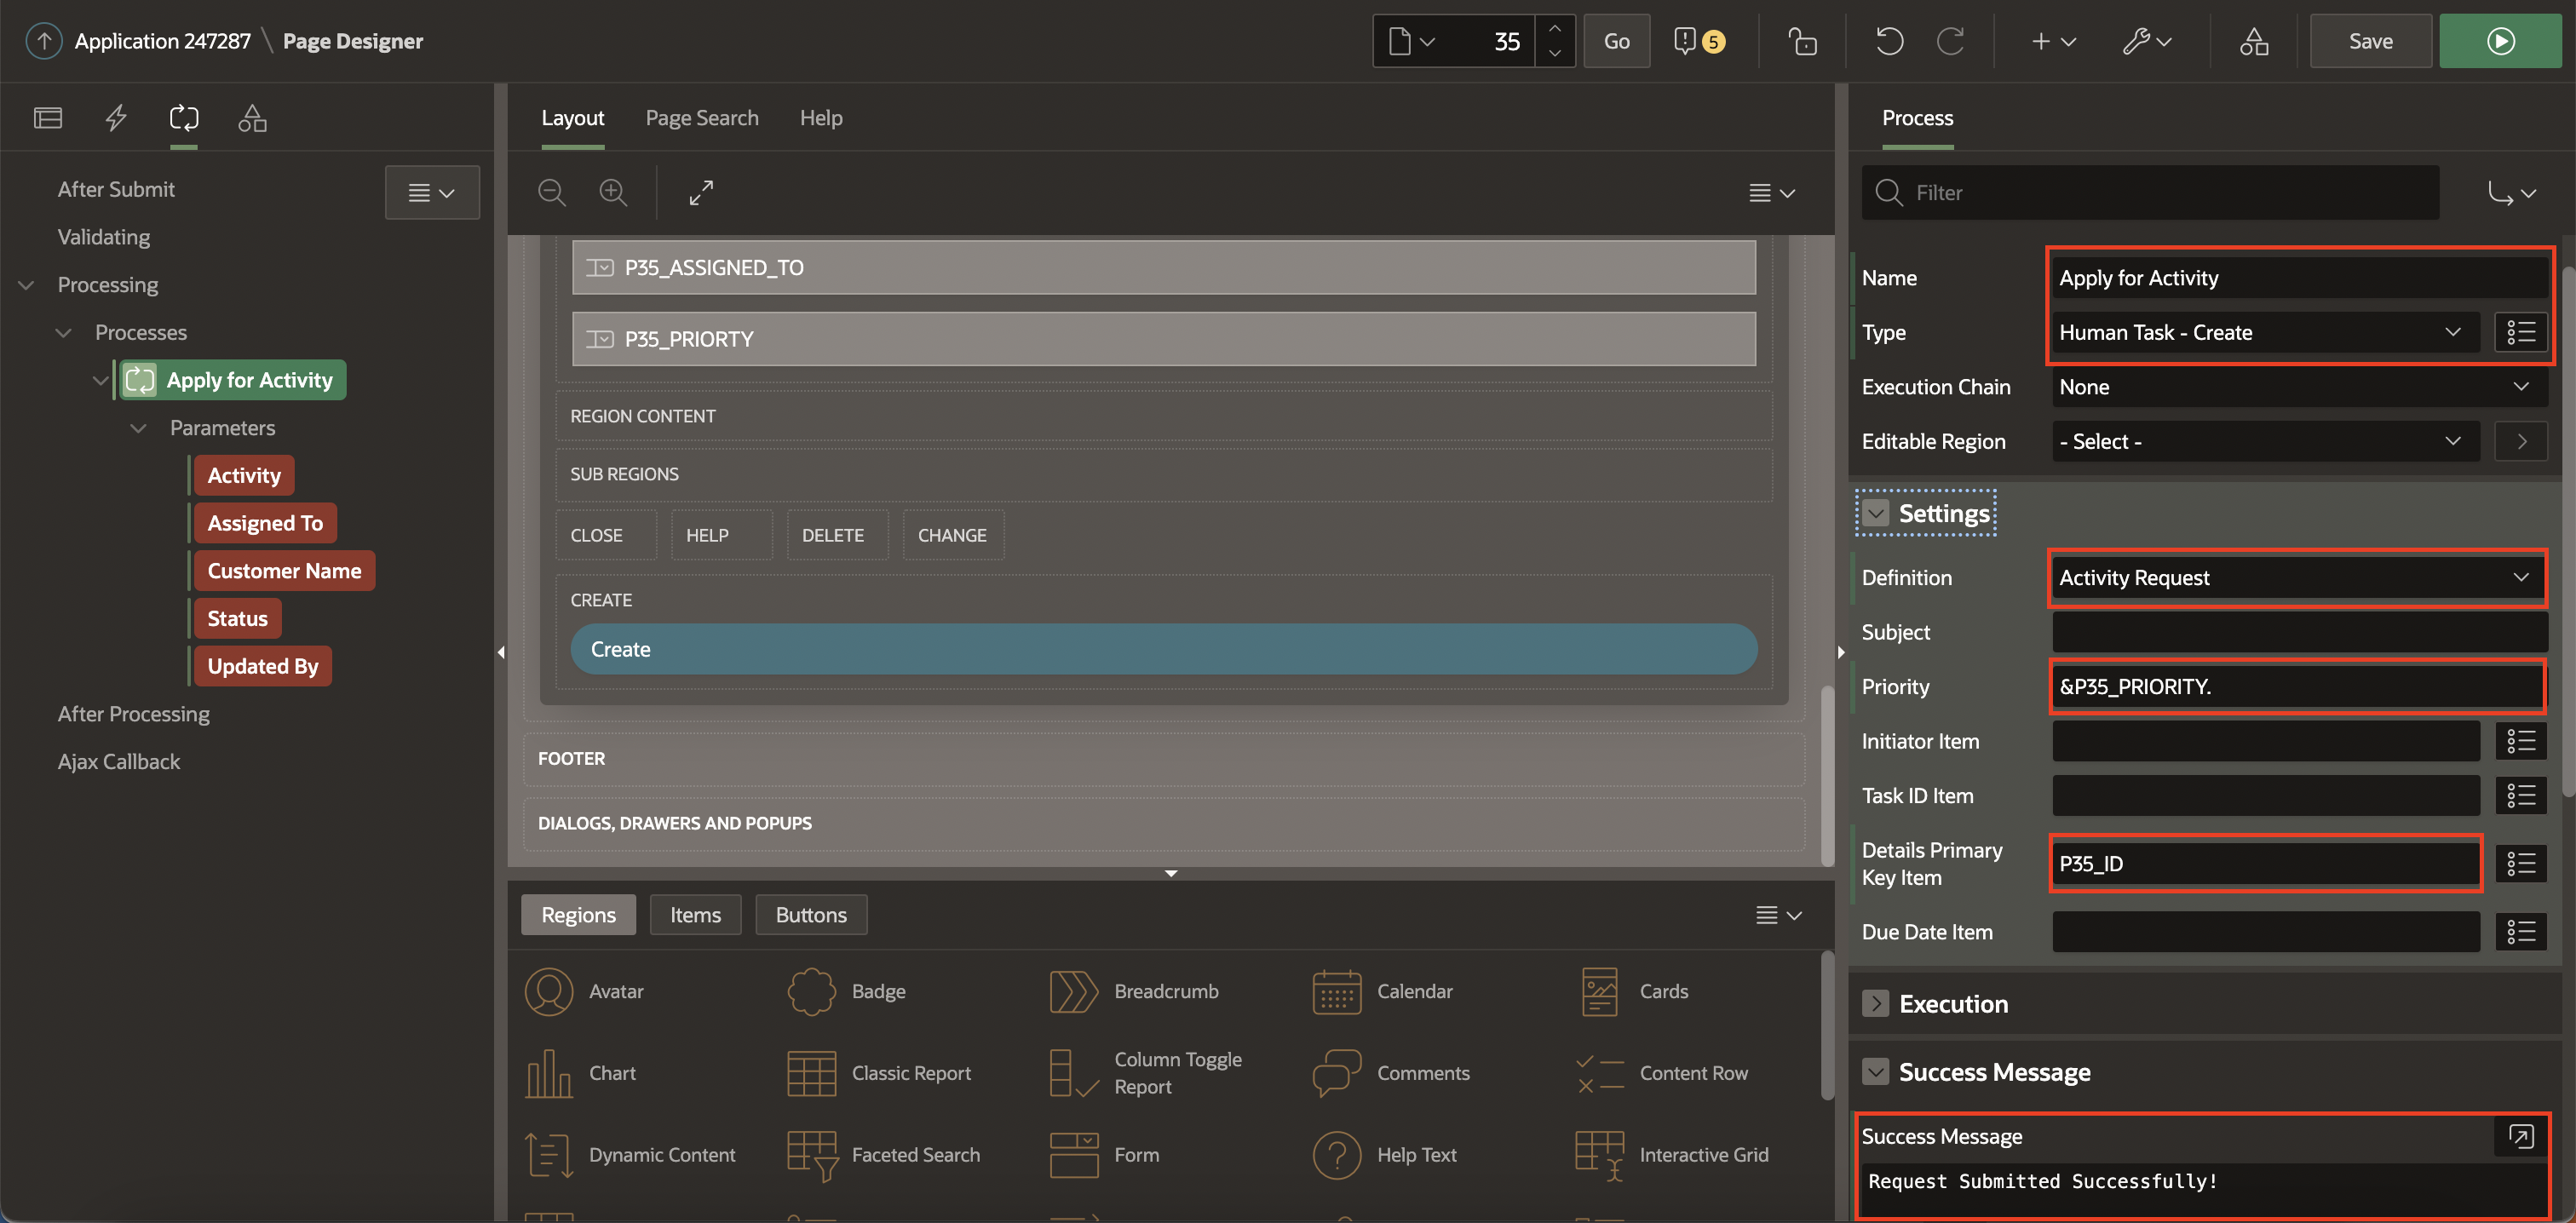 Application 247287 \ Page Designer
35
Go
5
Save
After Submit
Validating
Processing
Processes
Apply for Activity
Parameters
Activity
Assigned To
Customer Name
Status
Updated By
After Processing
Ajax Callback
Layout
Page Search
Help
P35_ASSIGNED_TO
P35_PRIORTY
REGION CONTENT
SUB REGIONS
CLOSE
HELP
DELETE
CHANGE
CREATE
Create
FOOTER
DIALOGS, DRAWERS AND POPUPS
Regions
Items
Buttons
Avatar
Badge
Breadcrumb
Calendar
Cards
Chart
Classic Report
Column Toggle
Report
Comments
Content Row
Dynamic Content
Faceted Search
Form
Help Text
Interactive Grid
Process
Filter
Name
Apply for Activity
Type
Human Task - Create
Execution Chain
None
Editable Region
- Select -
Settings
Definition
Activity Request
Subject
Priority
&P35_PRIORITY.
Initiator Item
Task ID Item
Details Primary
Key Item
P35_ID
Due Date Item
Execution
Success Message
Success Message
Request Submitted Successfully!